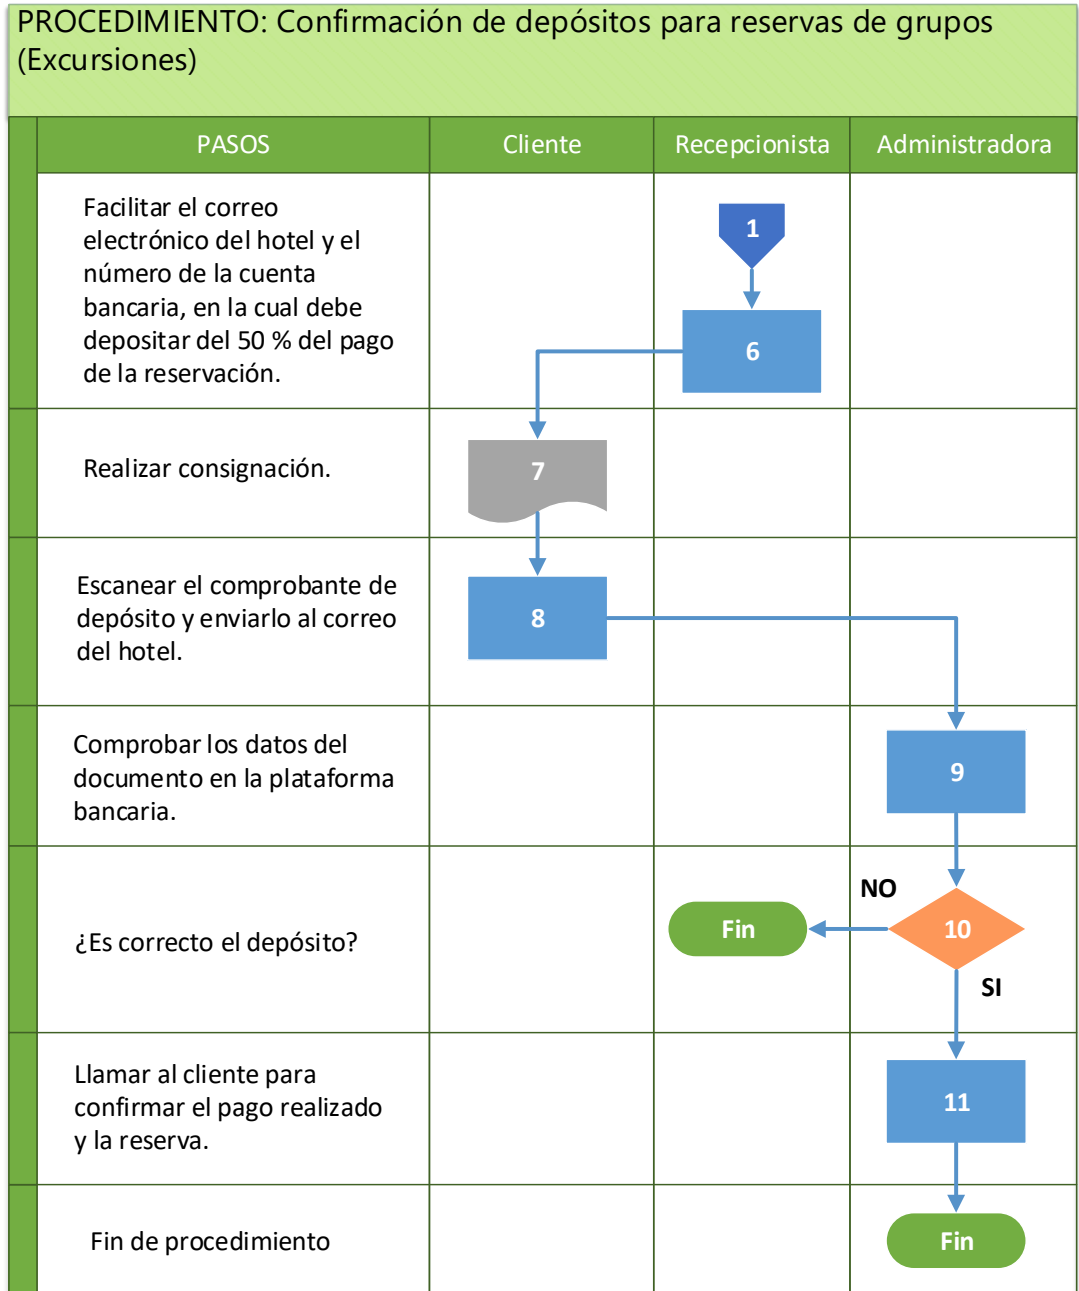 PROCEDIMIENTO: Confirmación de depósitos para reservas de grupos
(Excursiones)
PASOS
Cliente
Recepcionista
Administradora
Facilitar el correo
electrónico del hotel y el
número de la cuenta
bancaria, en la cual debe
depositar del 50 % del pago
de la reservación.
1
6
Realizar consignación.
7
Escanear el comprobante de
depósito y enviarlo al correo
del hotel.
8
Comprobar los datos del
documento en la plataforma
bancaria.
9
¿Es correcto el depósito?
Fin
NO
10
SI
Llamar al cliente para
confirmar el pago realizado
y la reserva.
11
Fin de procedimiento
Fin